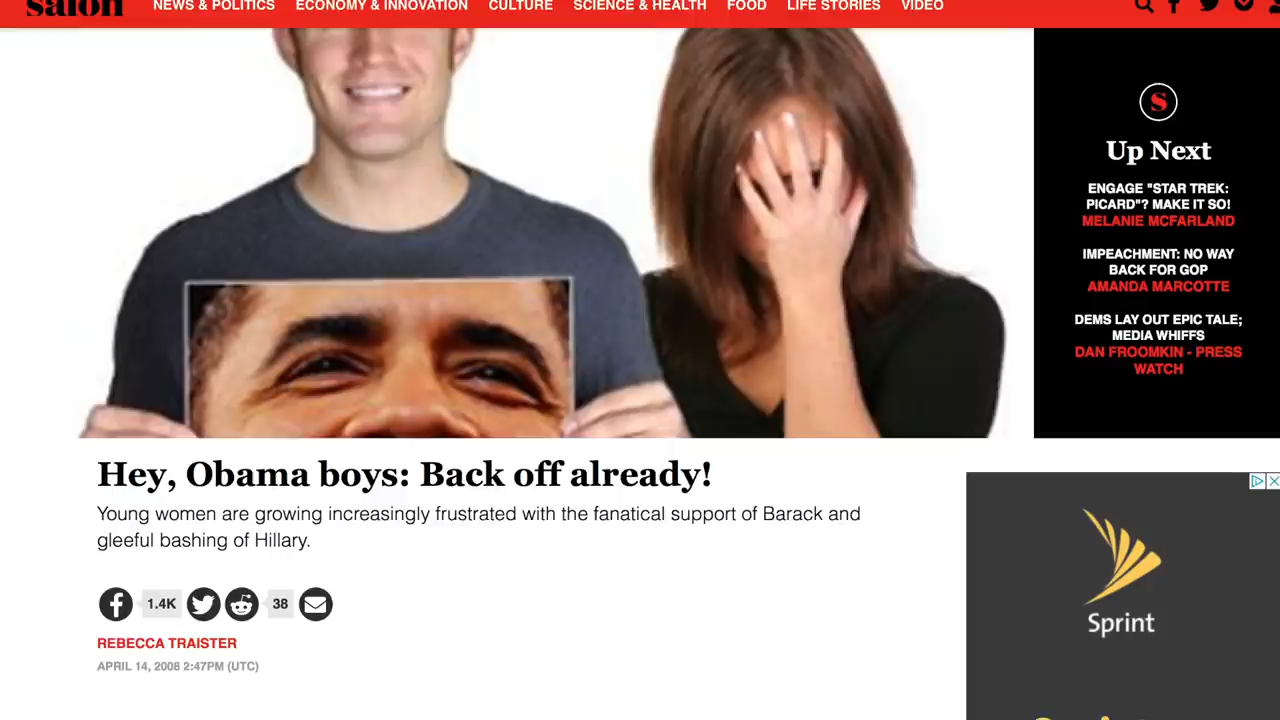 salon
NEWS & POLITICS ECONOMY & INNOVATION CULTURE SCIENCE & HEALTH FOOD LIFE STORIES VIDEO
S
Up Next
ENGAGE "STAR TREK:
PICARD"? MAKE IT SO!
MELANIE MCFARLAND
IMPEACHMENT: NO WAY
BACK FOR GOP
AMANDA MARCOTTE
DEMS LAY OUT EPIC TALE;
MEDIA WHIFFS
DAN FROOMKIN - PRESS
WATCH
Hey, Obama boys: Back off already!
Young women are growing increasingly frustrated with the fanatical support of Barack and
gleeful bashing of Hillary.
1.4K 38
REBECCA TRAISTER
APRIL 14, 2008 2:47PM (UTC)
Sprint